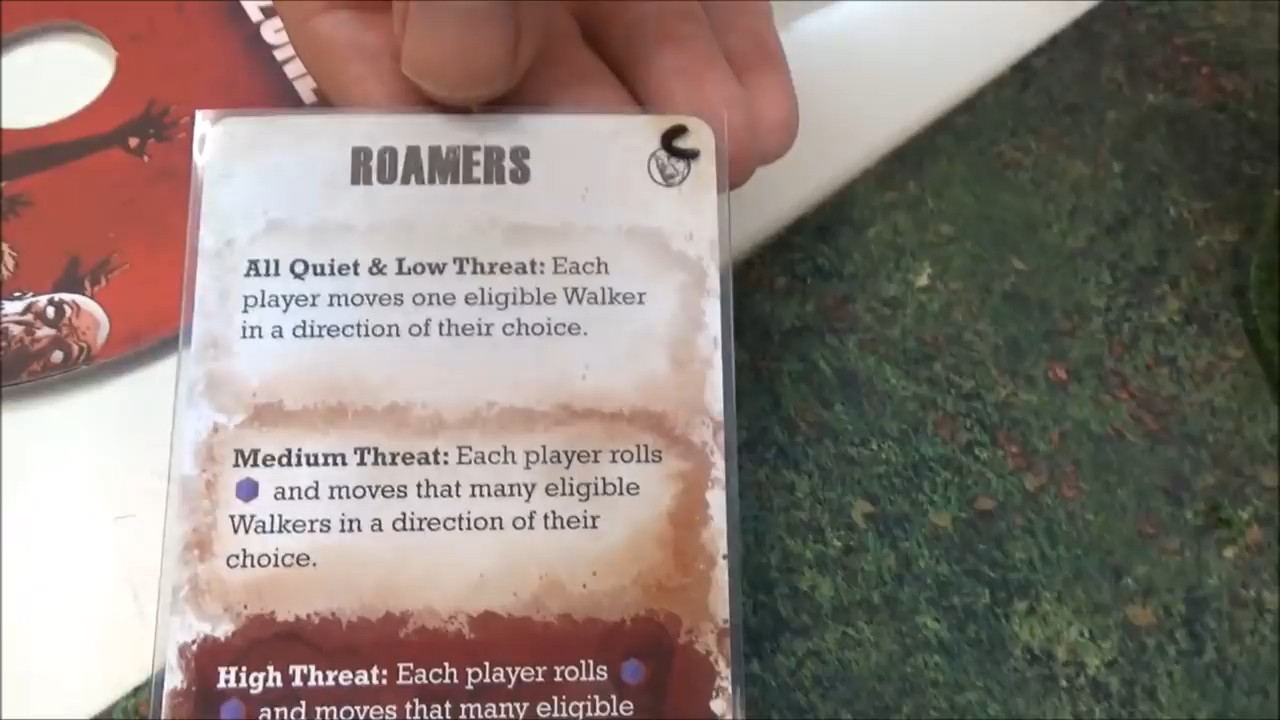 ROAMERS
C
All Quiet & Low Threat: Each
player moves one eligible Walker
in a direction of their choice.
Medium Threat: Each player rolls
and moves that many eligible
Walkers in a direction of their
choice.
High Threat: Each player rolls
and moves that many eligible